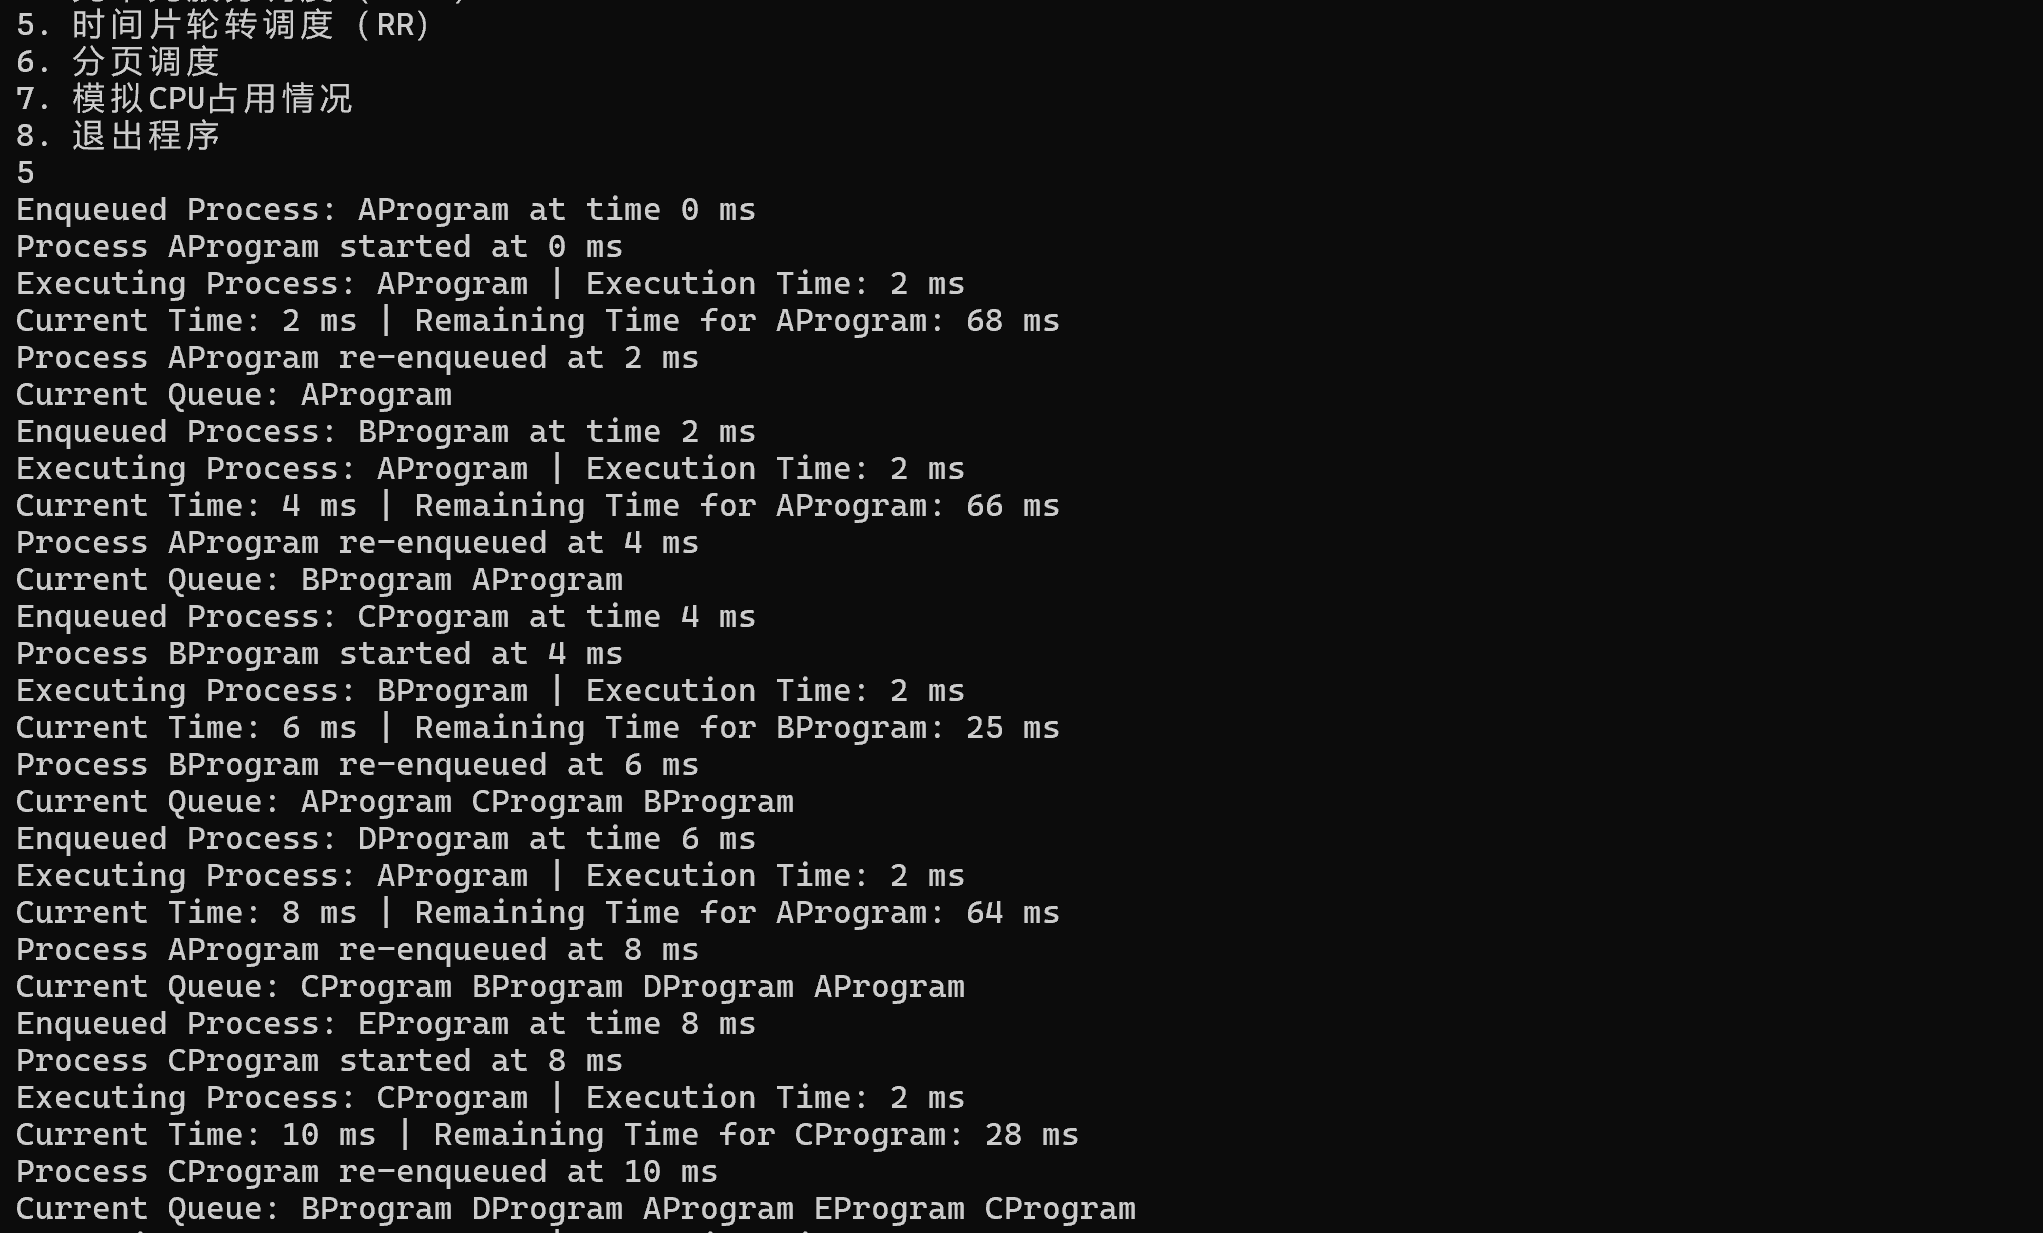 5. 时间片轮转调度（RR）
6. 分页调度
7. 模拟CPU占用情况
8. 退出程序
5
Enqueued Process: AProgram at time 0 ms
Process AProgram started at 0 ms
Executing Process: AProgram | Execution Time: 2 ms
Current Time: 2 ms | Remaining Time for AProgram: 68 ms
Process AProgram re-enqueued at 2 ms
Current Queue: AProgram
Enqueued Process: BProgram at time 2 ms
Executing Process: AProgram | Execution Time: 2 ms
Current Time: 4 ms | Remaining Time for AProgram: 66 ms
Process AProgram re-enqueued at 4 ms
Current Queue: BProgram AProgram
Enqueued Process: CProgram at time 4 ms
Process BProgram started at 4 ms
Executing Process: BProgram | Execution Time: 2 ms
Current Time: 6 ms | Remaining Time for BProgram: 25 ms
Process BProgram re-enqueued at 6 ms
Current Queue: AProgram CProgram BProgram
Enqueued Process: DProgram at time 6 ms
Executing Process: AProgram | Execution Time: 2 ms
Current Time: 8 ms | Remaining Time for AProgram: 64 ms
Process AProgram re-enqueued at 8 ms
Current Queue: CProgram BProgram DProgram AProgram
Enqueued Process: EProgram at time 8 ms
Process CProgram started at 8 ms
Executing Process: CProgram | Execution Time: 2 ms
Current Time: 10 ms | Remaining Time for CProgram: 28 ms
Process CProgram re-enqueued at 10 ms
Current Queue: BProgram DProgram AProgram EProgram CProgram